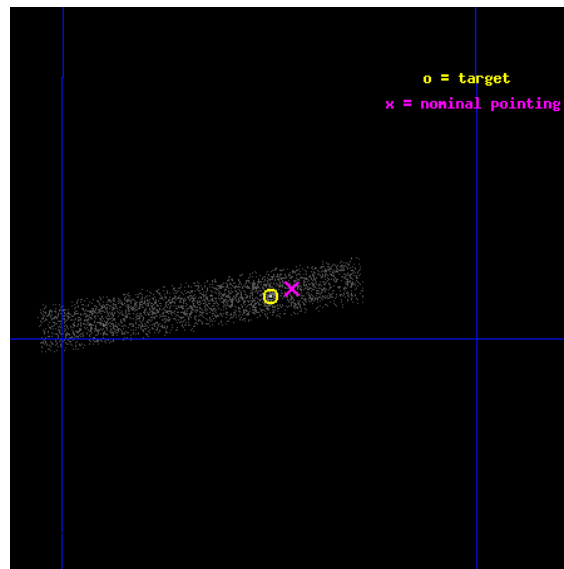 o = target
x = nominal pointing